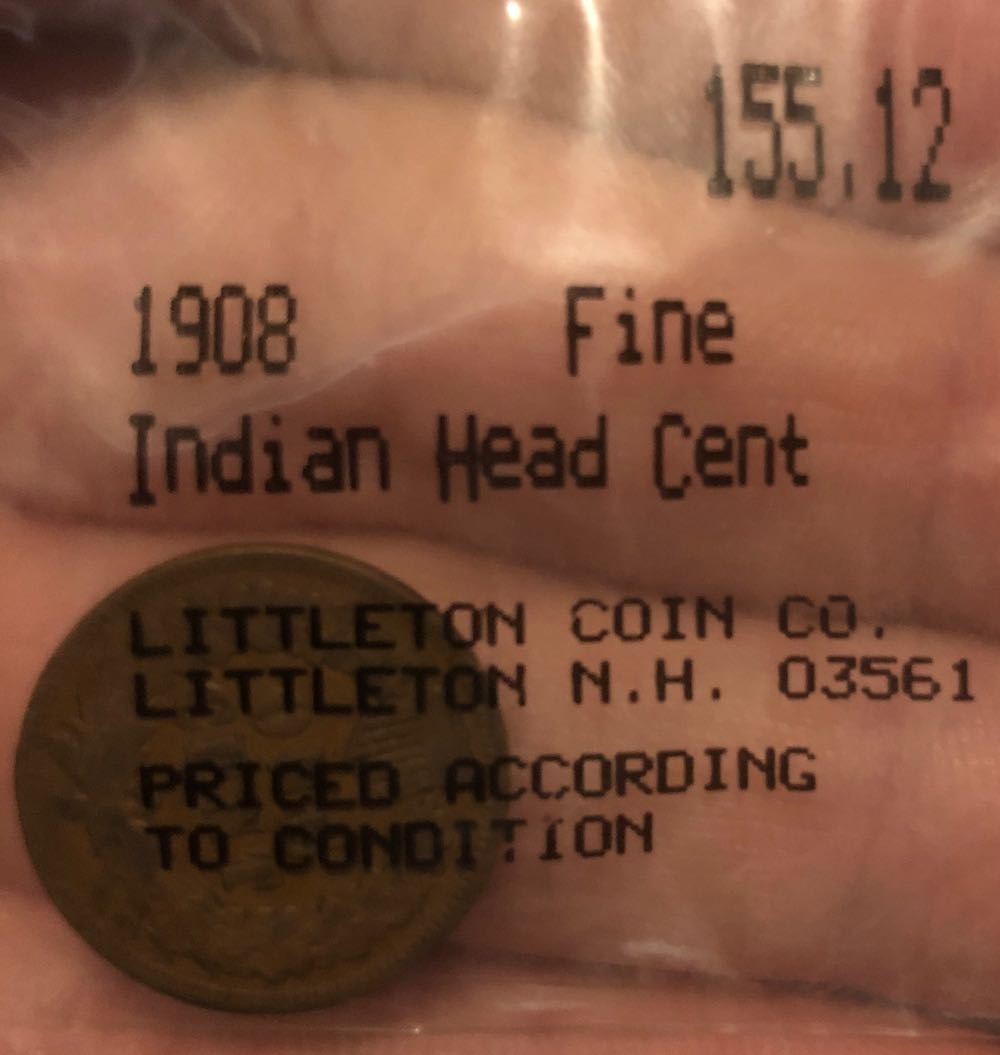 155.12
1908 Fine
Indian Head Cent
LITTLETON COIN CO.
LITTLETON N.H. 03561
PRICED ACCORDING
TO CONDITION